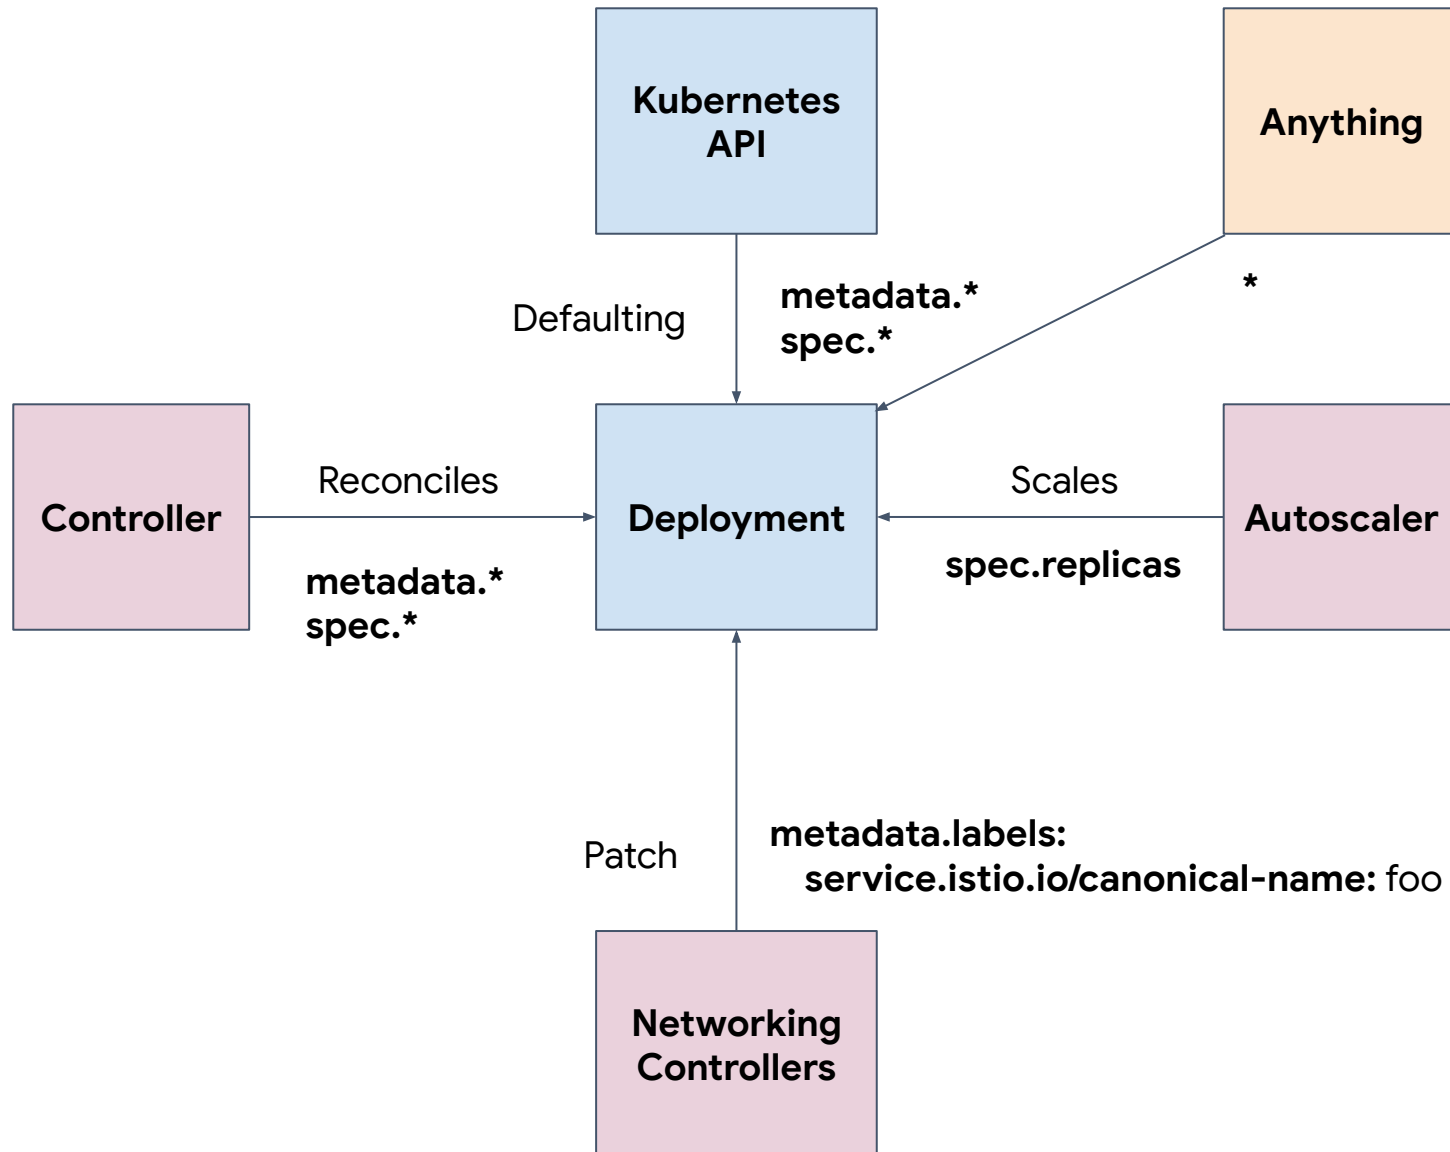 Kubernetes
API
Anything
Defaulting
metadata.*
spec.*
*
Controller
Reconciles
metadata.*
spec.*
Deployment
Scales
spec.replicas
Autoscaler
Patch
metadata.labels:
service.istio.io/canonical-name: foo
Networking
Controllers